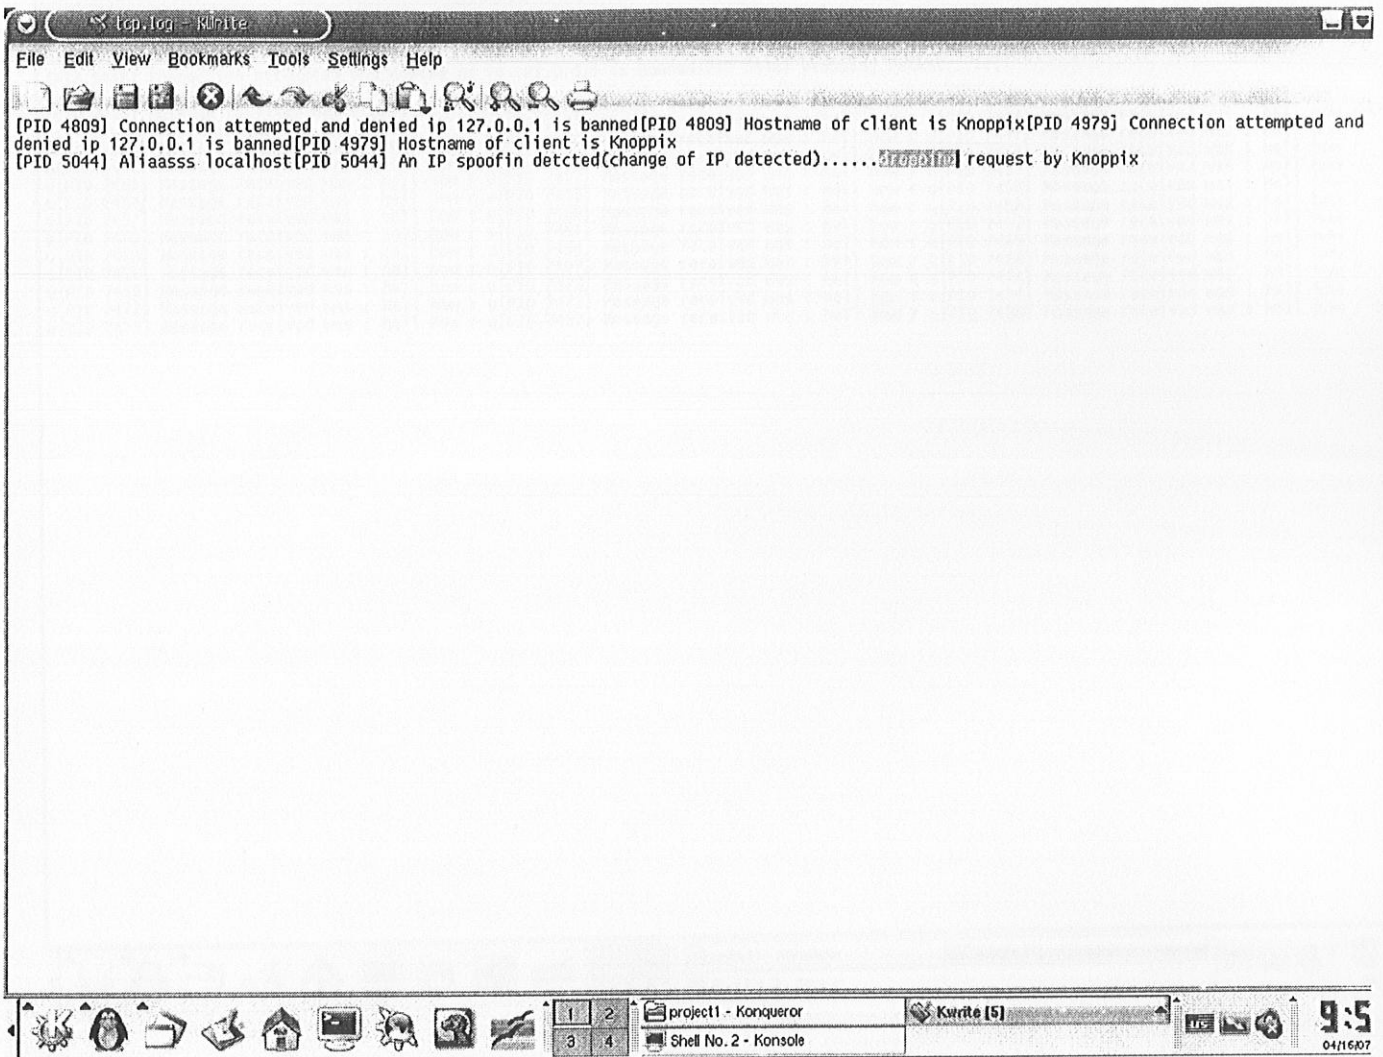 tcp.log - KWrite
File Edit View Bookmarks Tools Settings Help
[PID 4809] Connection attempted and denied ip 127.0.0.1 is banned[PID 4809] Hostname of client is Knoppix[PID 4979] Connection attempted and
denied ip 127.0.0.1 is banned[PID 4979] Hostname of client is Knoppix
[PID 5044] Aliaasss localhost[PID 5044] An IP spoofin detcted(change of IP detected)......dropping request by Knoppix
1 2
3 4
project1 - Konqueror
Shell No. 2 - Konsole
Kwrite [5]
us
9:5
04/16/07